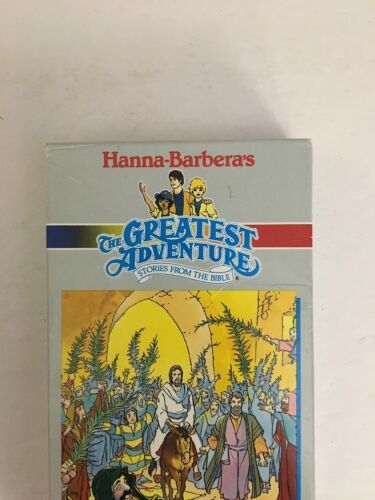 Hanna-Barbera's
THE GREATEST
ADVENTURE
STORIES FROM THE BIBLE